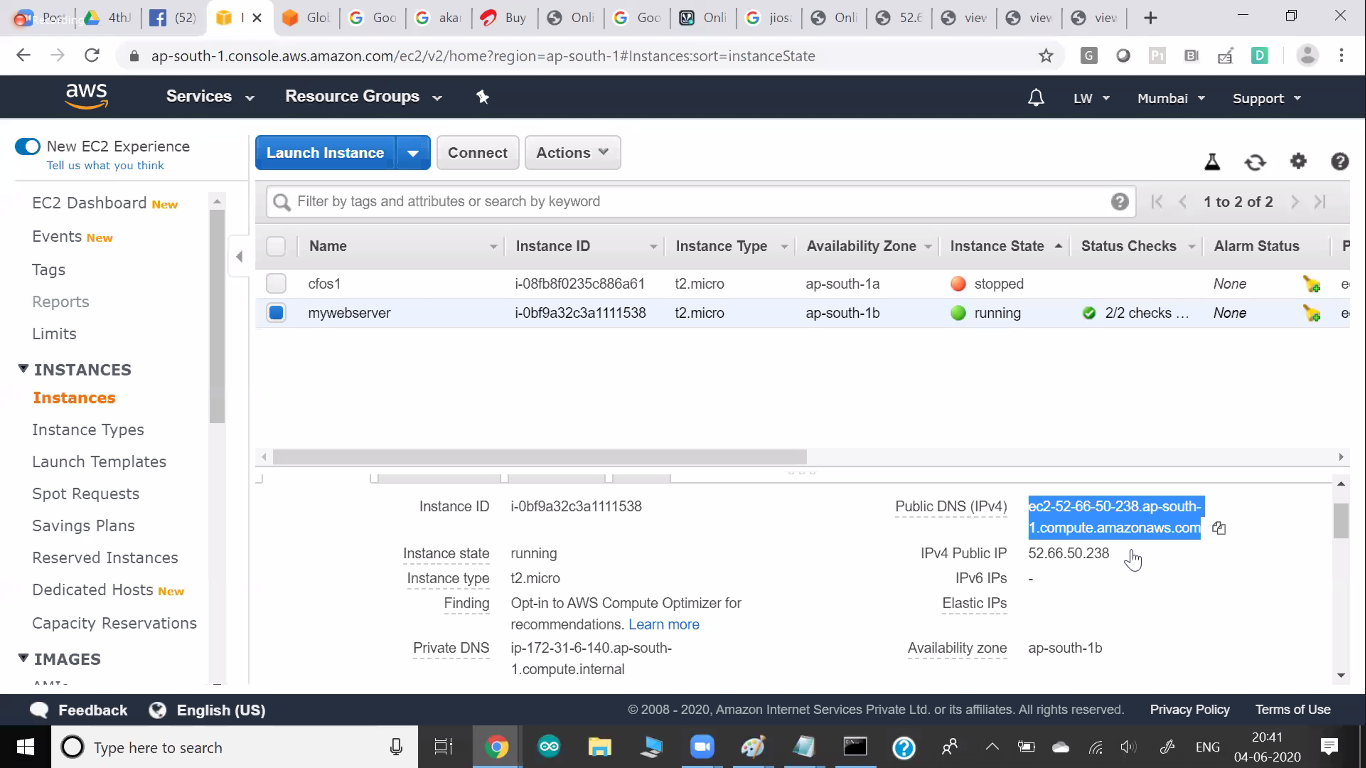 Pos 4thJ (52) I Glob Goo akar Buy Onli Goo Onli jios Onli 52.6 view view view
ap-south-1.console.aws.amazon.com/ec2/v2/home?region=ap-south-1#Instances:sort=instanceState
aws Services Resource Groups LW Mumbai Support
New EC2 Experience
Tell us what you think
Launch Instance Connect Actions
Filter by tags and attributes or search by keyword 1 to 2 of 2
EC2 Dashboard New
Events New
Tags
Reports
Limits
INSTANCES
Instances
Instance Types
Launch Templates
Spot Requests
Savings Plans
Reserved Instances
Dedicated Hosts New
Capacity Reservations
IMAGES
AMIs
Name Instance ID Instance Type Availability Zone Instance State Status Checks Alarm Status P
cfos1 i-08fb8f0235c886a61 t2.micro ap-south-1a stopped None e
mywebserver i-0bf9a32c3a1111538 t2.micro ap-south-1b running 2/2 checks ... None e
Instance ID i-0bf9a32c3a1111538 Public DNS (IPv4) ec2-52-66-50-238.ap-south-
1.compute.amazonaws.com
Instance state running IPv4 Public IP 52.66.50.238
Instance type t2.micro IPv6 IPs -
Finding Opt-in to AWS Compute Optimizer for Elastic IPs
recommendations. Learn more
Private DNS ip-172-31-6-140.ap-south- Availability zone ap-south-1b
1.compute.internal
Feedback English (US) © 2008 - 2020, Amazon Internet Services Private Ltd. or its affiliates. All rights reserved. Privacy Policy Terms of Use
Type here to search ENG 20:41
04-06-2020